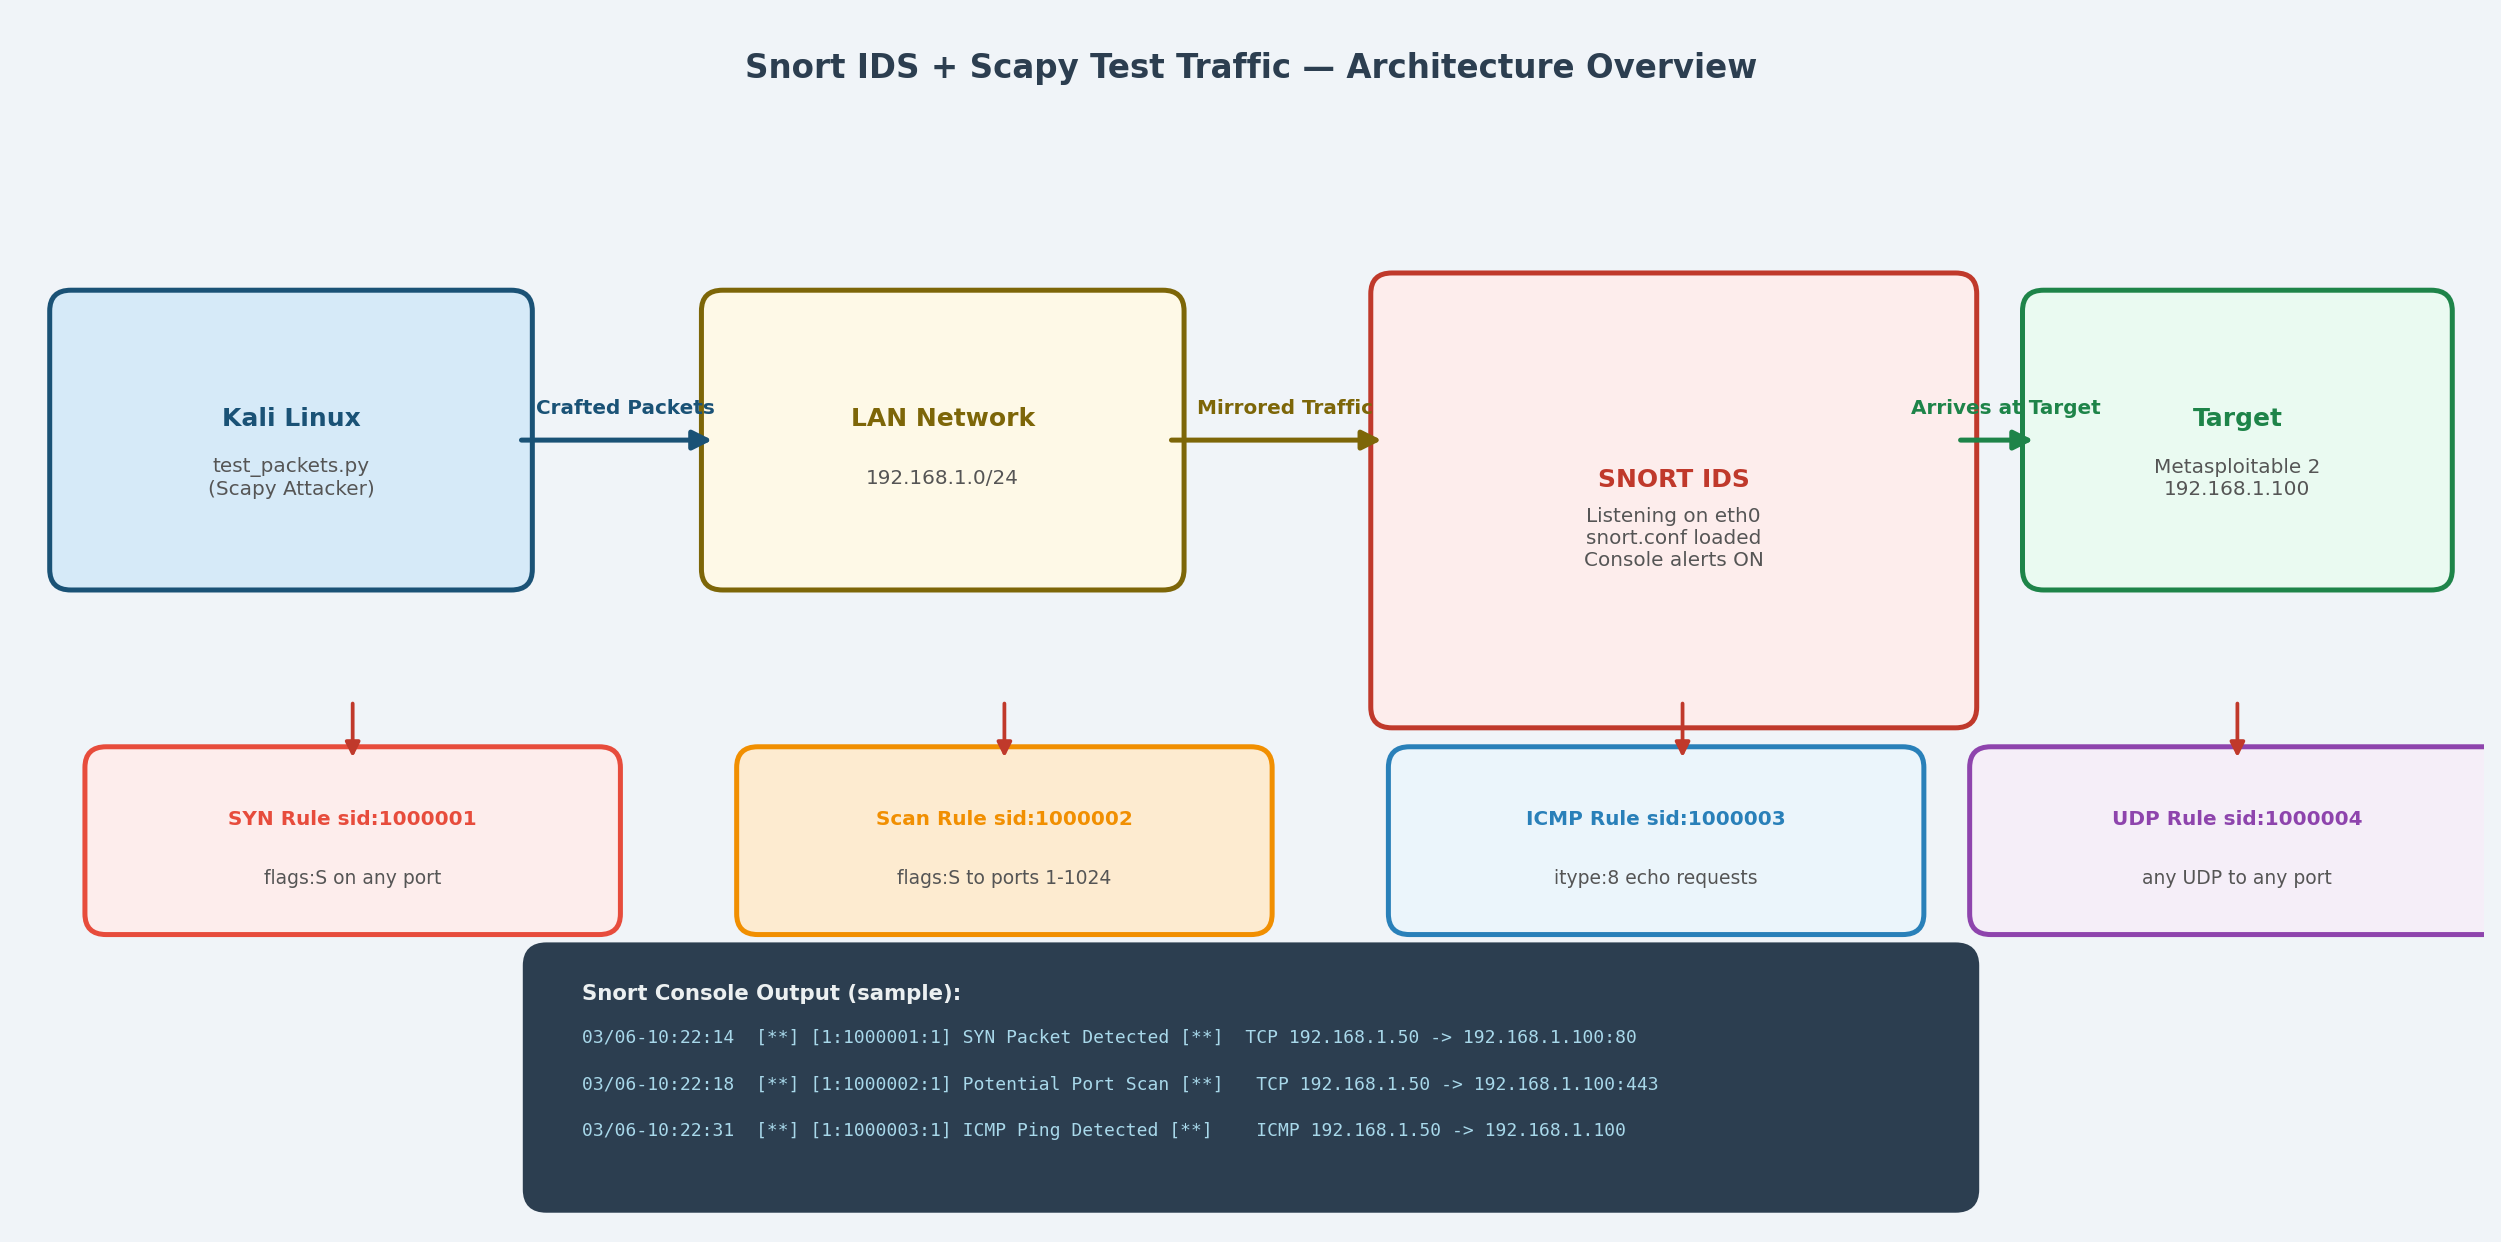 Snort IDS + Scapy Test Traffic — Architecture Overview
Kali Linux
test_packets.py
(Scapy Attacker)
Crafted Packets
LAN Network
192.168.1.0/24
Mirrored Traffic
SNORT IDS
Listening on eth0
snort.conf loaded
Console alerts ON
Arrives at Target
Target
Metasploitable 2
192.168.1.100
SYN Rule sid:1000001
flags:S on any port
Scan Rule sid:1000002
flags:S to ports 1-1024
ICMP Rule sid:1000003
itype:8 echo requests
UDP Rule sid:1000004
any UDP to any port
Snort Console Output (sample):
03/06-10:22:14  [**] [1:1000001:1] SYN Packet Detected [**]  TCP 192.168.1.50 -> 192.168.1.100:80
03/06-10:22:18  [**] [1:1000002:1] Potential Port Scan [**]   TCP 192.168.1.50 -> 192.168.1.100:443
03/06-10:22:31  [**] [1:1000003:1] ICMP Ping Detected [**]    ICMP 192.168.1.50 -> 192.168.1.100